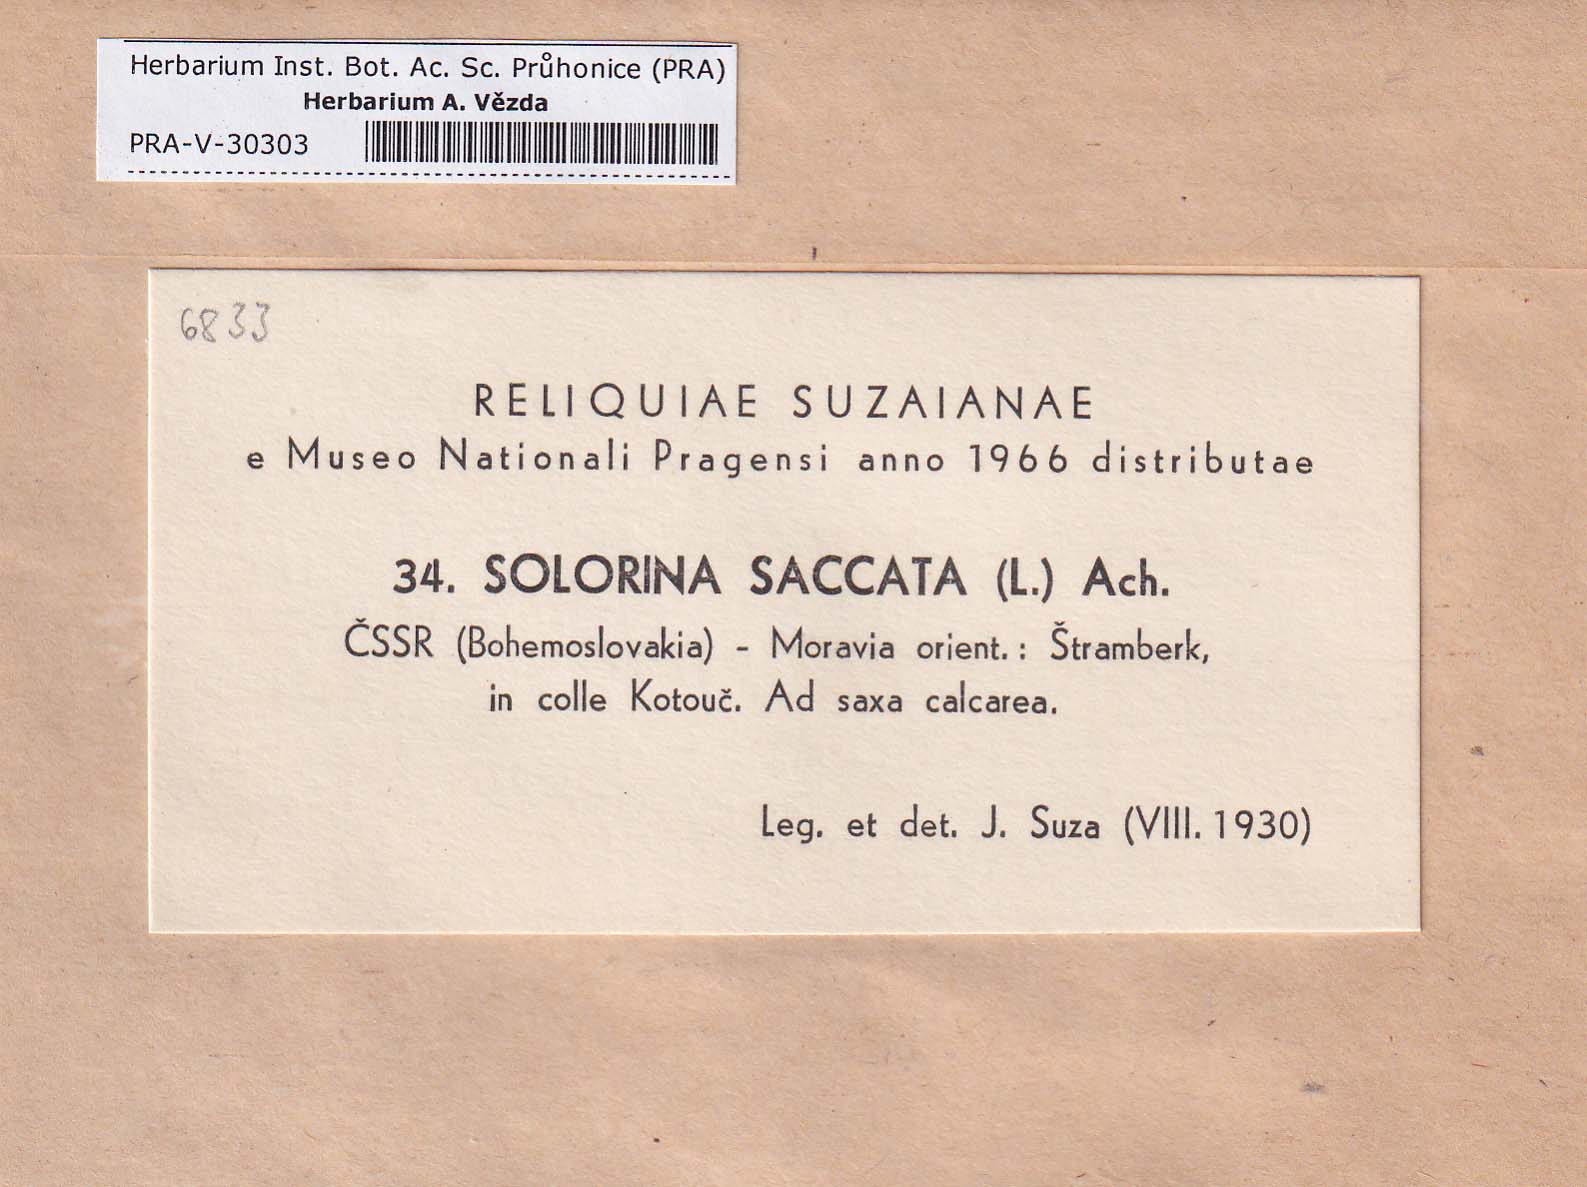 Herbarium Inst. Bot. Ac. Sc. Průhonice (PRA)
Herbarium A. Vězda
PRA-V-30303
6833
RELIQUIAE SUZAIANAE
e Museo Nationali Pragensi anno 1966 distributae
34. SOLORINA SACCATA (L.) Ach.
ČSSR (Bohemoslovakia) - Moravia orient. : Štramberk,
in colle Kotouč. Ad saxa calcarea.
Leg. et det. J. Suza (VIII. 1930)